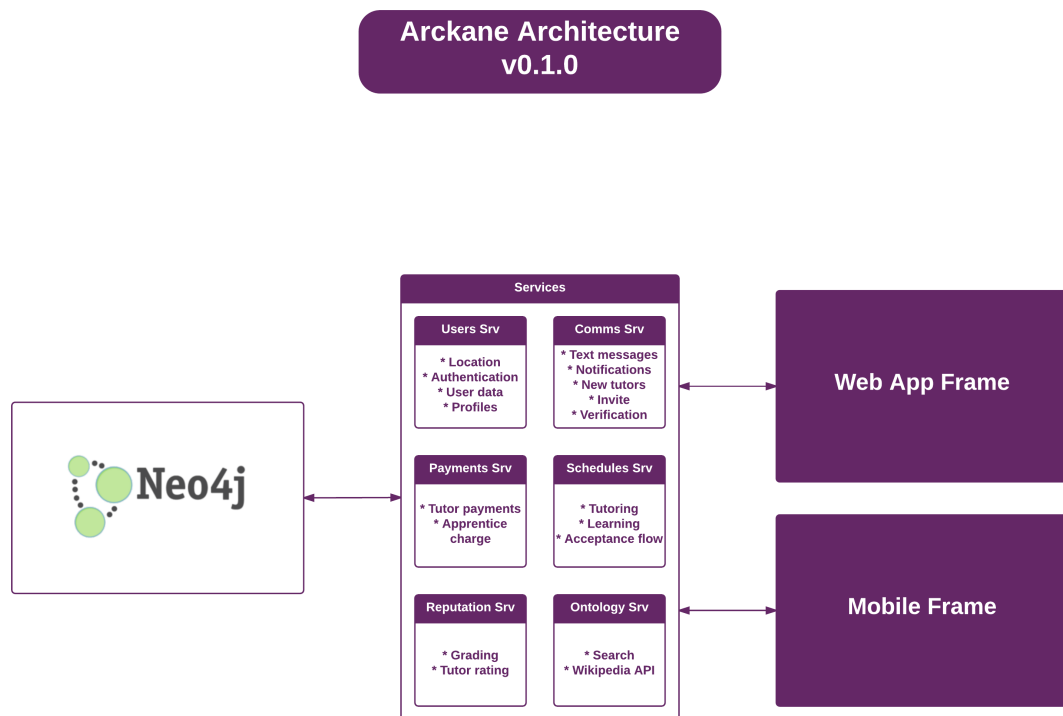 Arckane Architecture
v0.1.0
Services
Users Srv
* Location
* Authentication
* User data
* Profiles
Comms Srv
* Text messages
* Notifications
* New tutors
* Invite
* Verification
Payments Srv
* Tutor payments
* Apprentice
charge
Schedules Srv
* Tutoring
* Learning
* Acceptance flow
Reputation Srv
* Grading
* Tutor rating
Ontology Srv
* Search
* Wikipedia API
Neo4j
Web App Frame
Mobile Frame